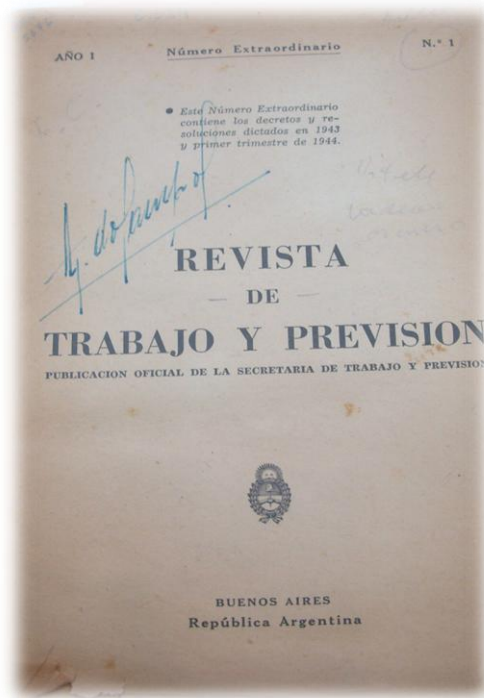 AÑO 1
Número Extraordinario
N.º 1
● Este Número Extraordinario
contiene los decretos y re-
soluciones dictados en 1943
y primer trimestre de 1944.
REVISTA
— DE —
TRABAJO Y PREVISION
PUBLICACION OFICIAL DE LA SECRETARIA DE TRABAJO Y PREVISION
BUENOS AIRES
República Argentina